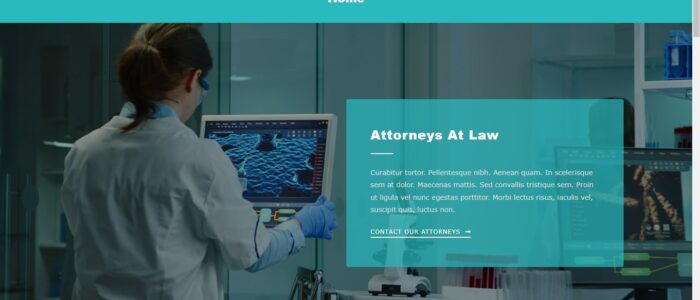 Home
Attorneys At Law
Curabitur tortor. Pellentesque nibh. Aenean quam. In scelerisque
sem at dolor. Maecenas mattis. Sed convallis tristique sem. Proin
ut ligula vel nunc egestas porttitor. Morbi lectus risus, iaculis vel,
suscipit quis, luctus non.
CONTACT OUR ATTORNEYS →